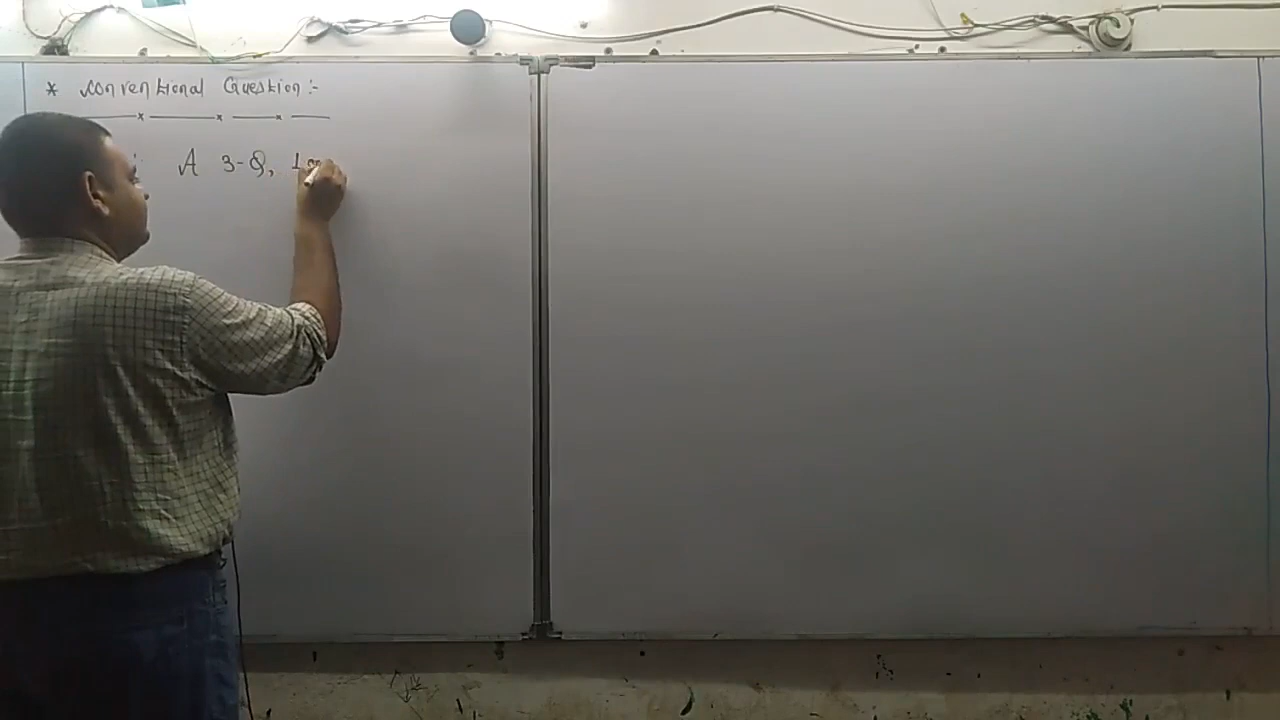 * Conventional Question:-
A 3-Φ,